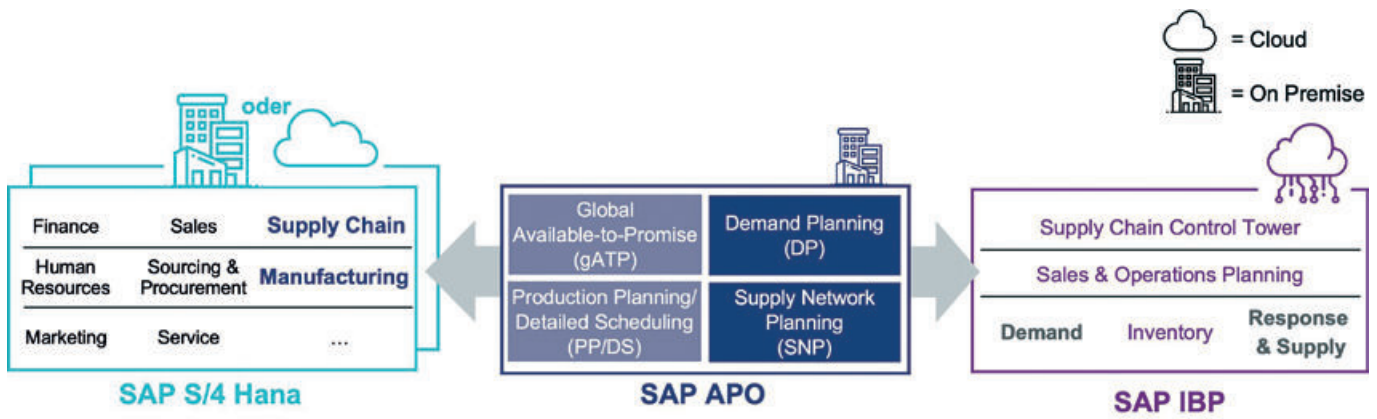 = Cloud
= On Premise
oder
Finance Sales Supply Chain
Human Resources Sourcing & Procurement Manufacturing
Marketing Service ...
SAP S/4 Hana
Global
Available-to-Promise
(gATP)
Demand Planning
(DP)
Production Planning/
Detailed Scheduling
(PP/DS)
Supply Network
Planning
(SNP)
SAP APO
Supply Chain Control Tower
Sales & Operations Planning
Demand Inventory Response & Supply
SAP IBP